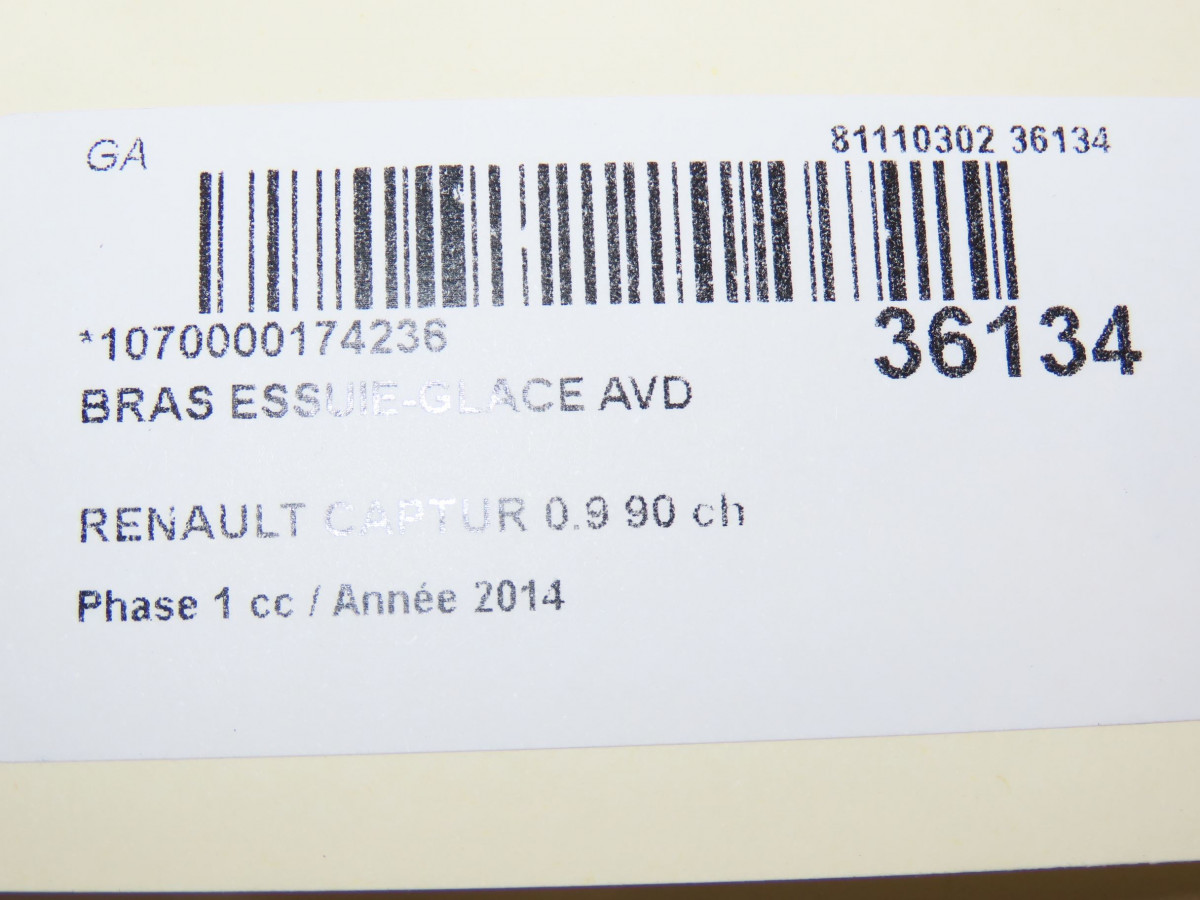 GA
81110302 36134
*1070000174236
36134
BRAS ESSUIE-GLACE AVD
RENAULT CAPTUR 0.9 90 ch
Phase 1 cc / Année 2014